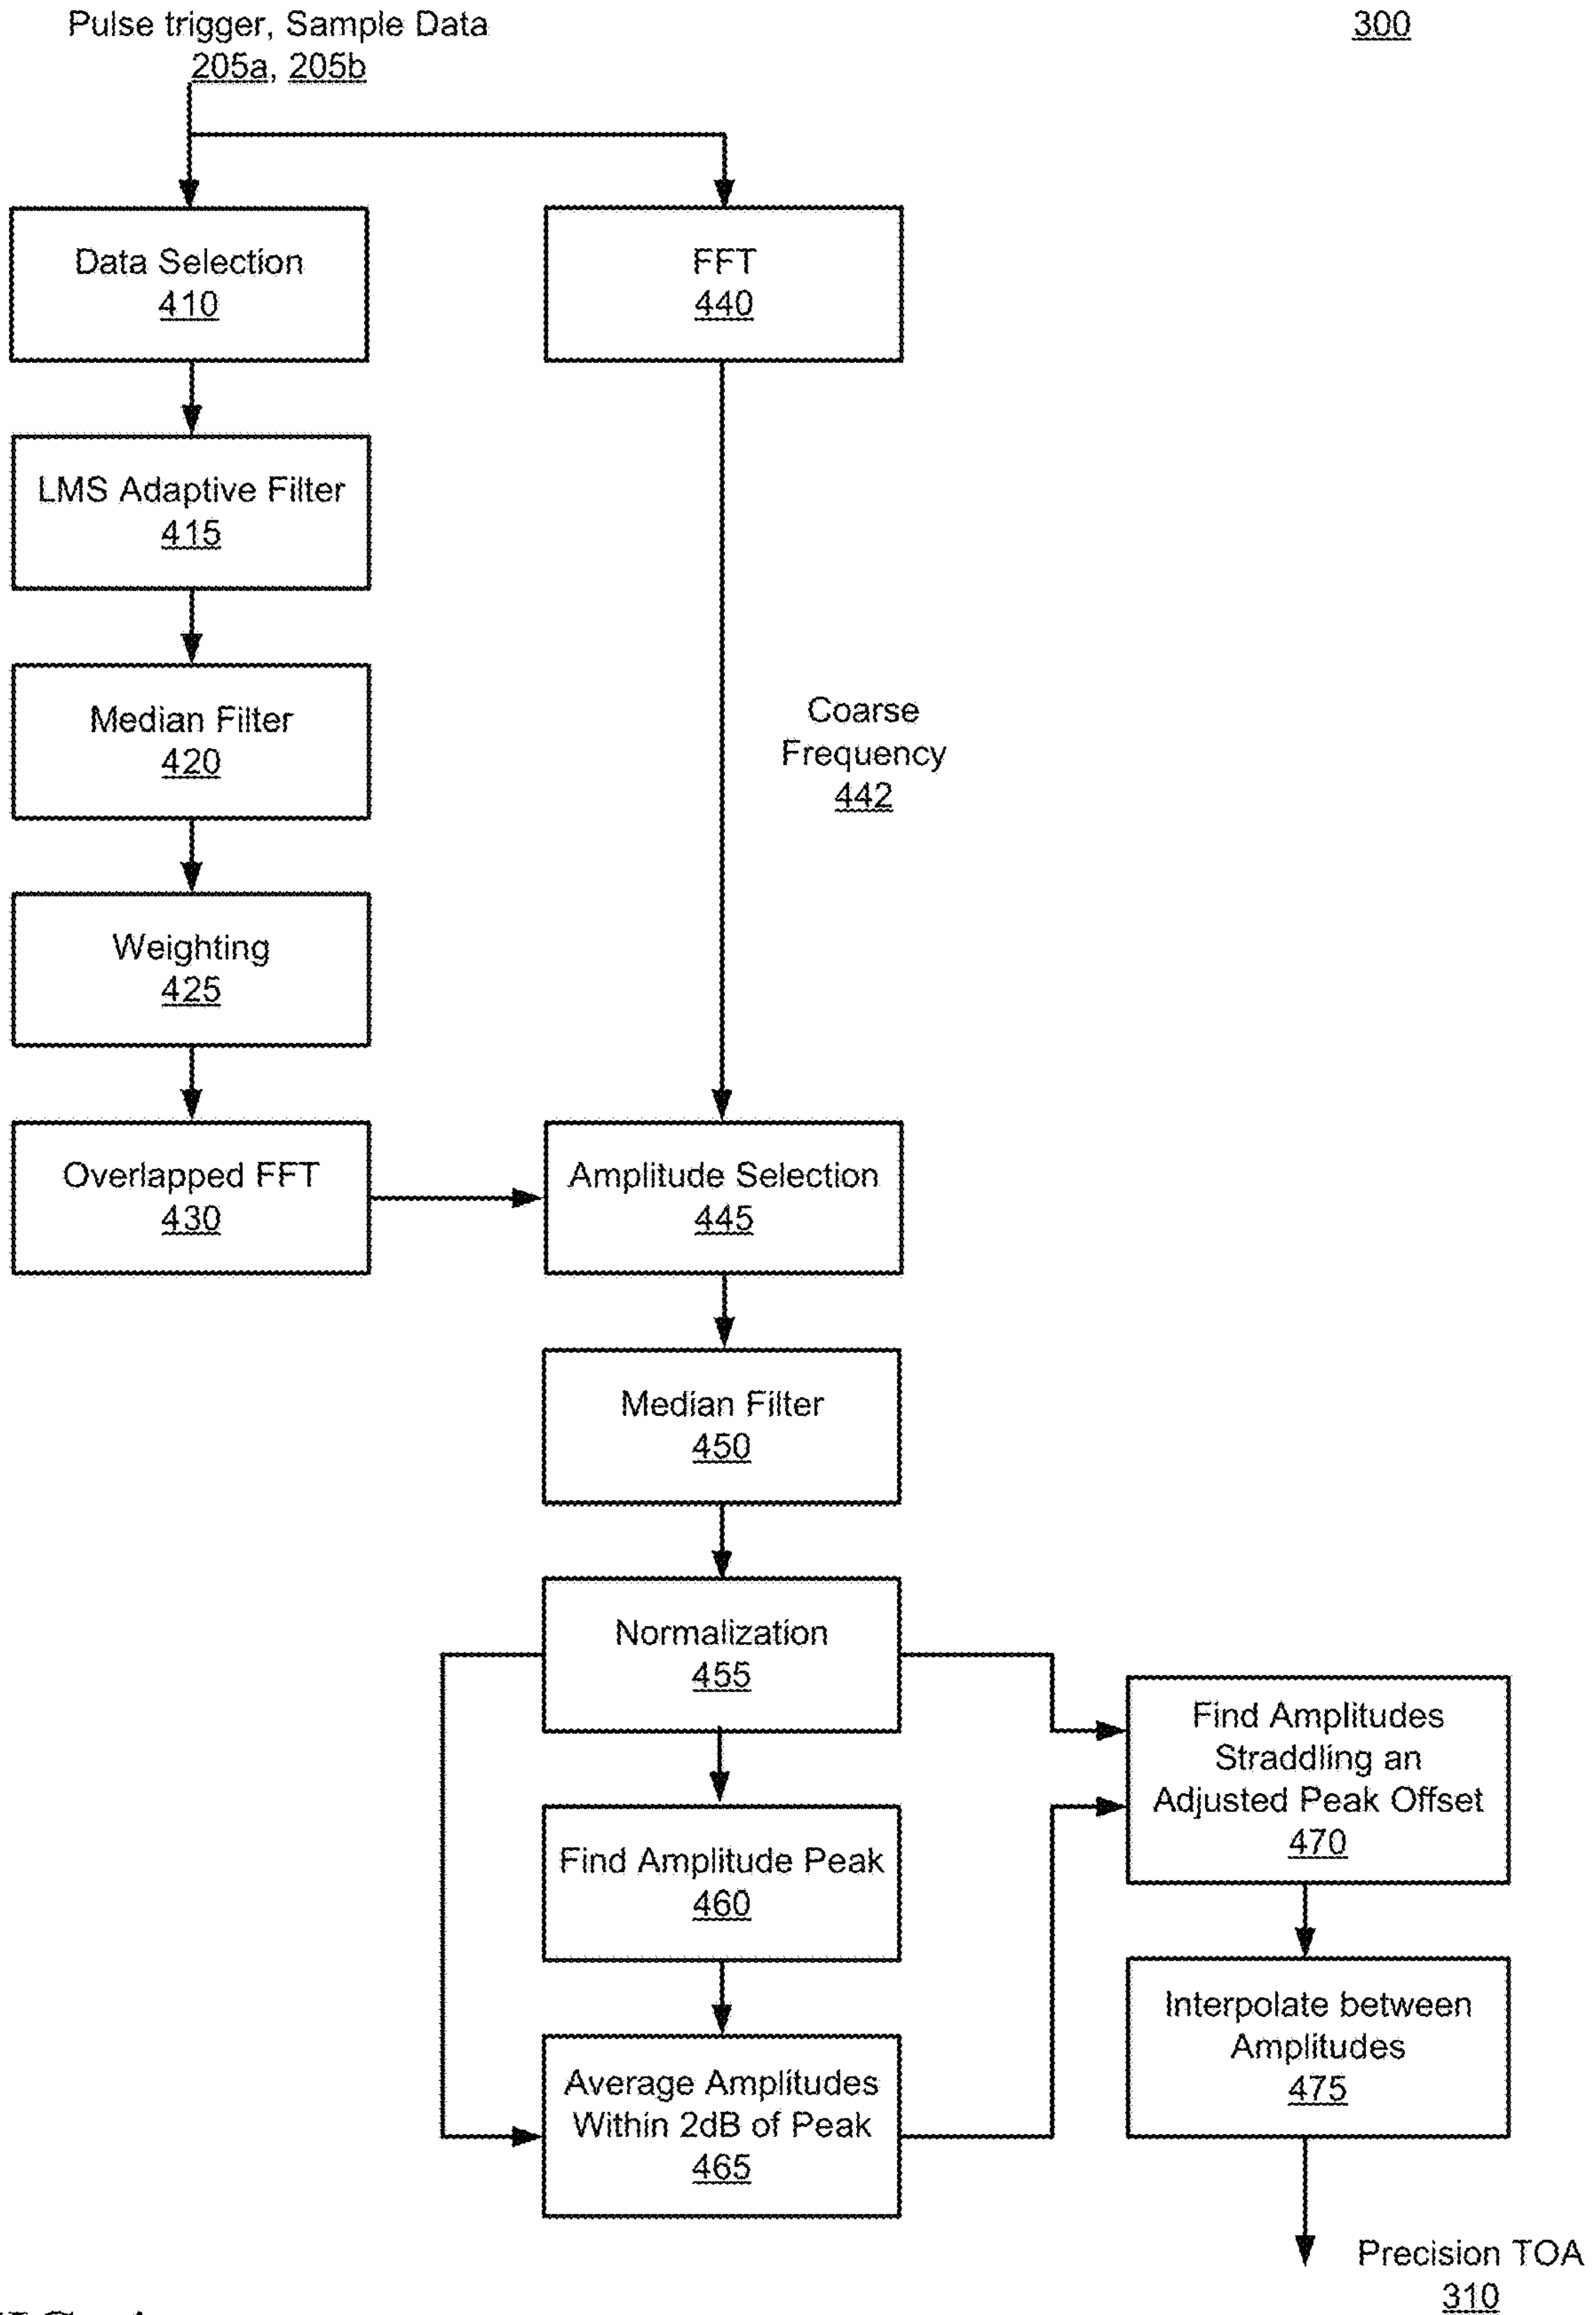 Pulse trigger, Sample Data
205a, 205b
300
Data Selection
410
FFT
440
LMS Adaptive Filter
415
Median Filter
420
Coarse
Frequency
442
Weighting
425
Overlapped FFT
430
Amplitude Selection
445
Median Filter
450
Normalization
455
Find Amplitudes
Straddling an
Adjusted Peak Offset
470
Find Amplitude Peak
460
Interpolate between
Amplitudes
475
Average Amplitudes
Within 2dB of Peak
465
Precision TOA
310